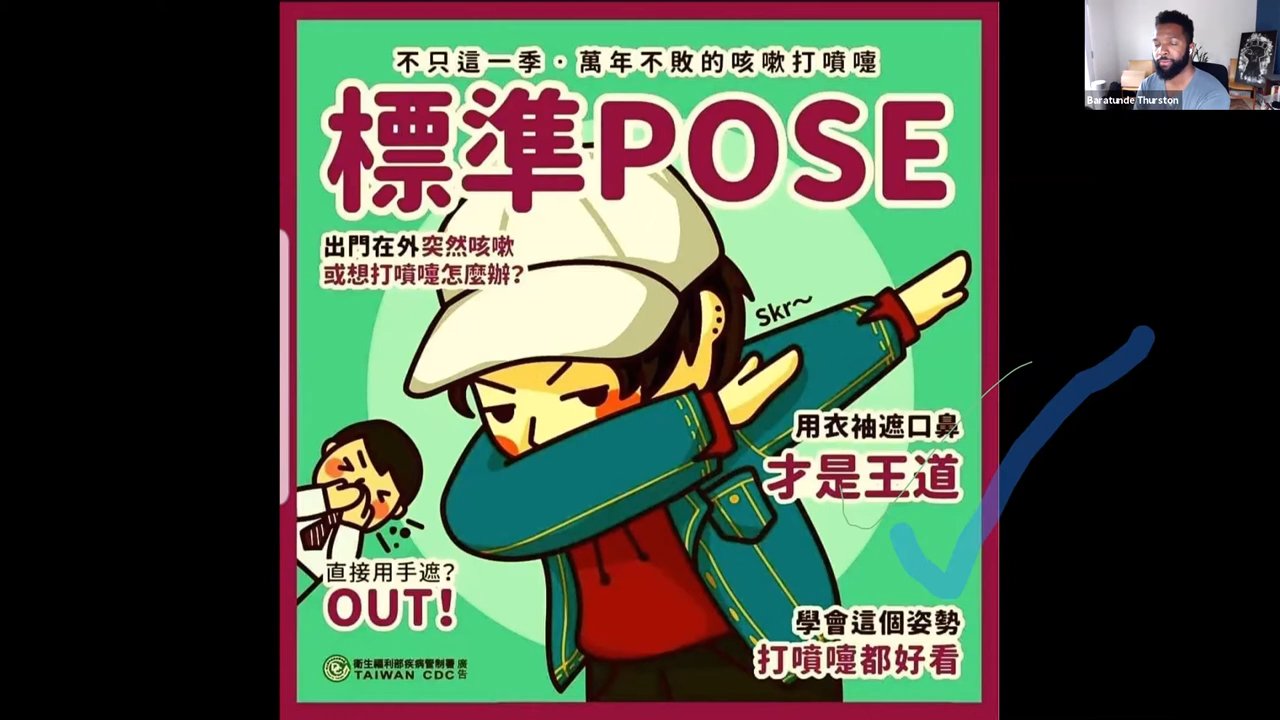 不只這一季·萬年不敗的咳嗽打噴嚏
標準POSE
出門在外突然咳嗽
或想打噴嚏怎麼辦?
Skr~
用衣袖遮口鼻
才是王道
直接用手遮?
OUT!
學會這個姿勢
打噴嚏都好看
衛生福利部疾病管制署 廣告
TAIWAN CDC
Baratunde Thurston